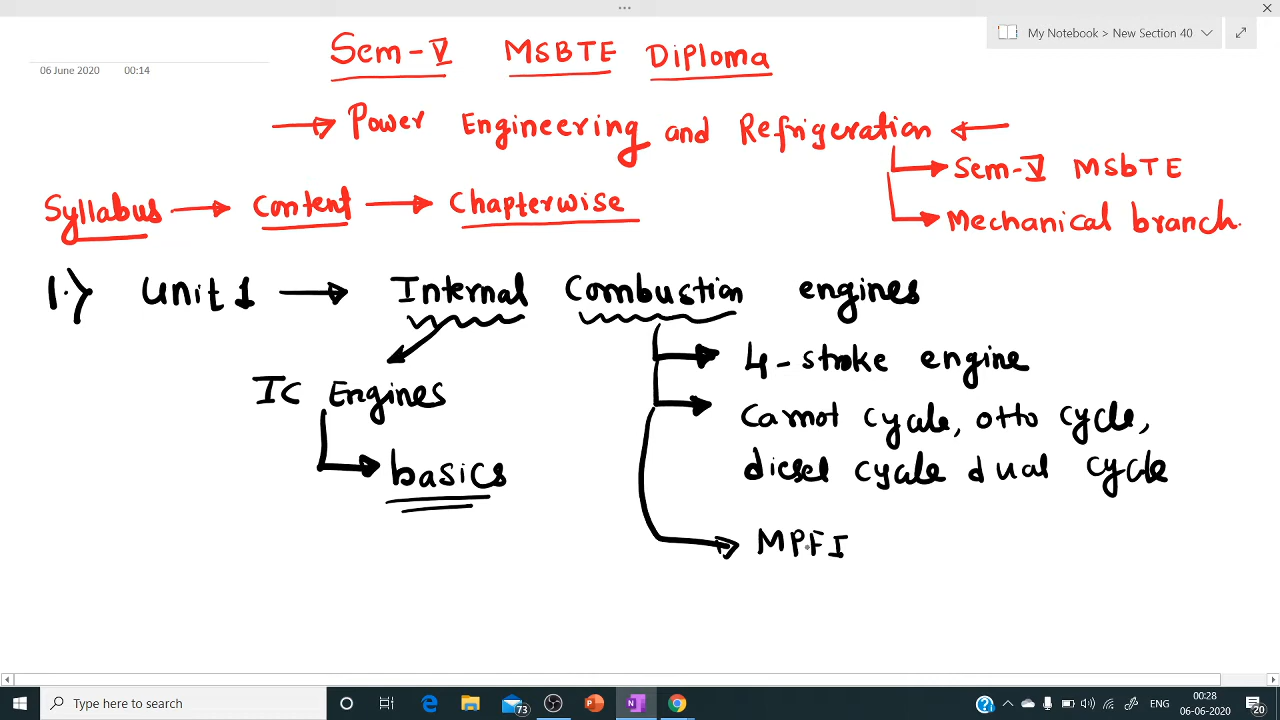 My Notebook > New Section 40
06 June 2020 00:14
Sem-V MSBTE Diploma
Power Engineering and Refrigeration
Sem-V MSbTE
Mechanical branch.
Syllabus → Content → Chapterwise
1.) Unit 1 → Internal Combustion engines
4-stroke engine
IC Engines
Carnot cycle, otto cycle,
diesel cycle dual cycle
basics
MPFI
Type here to search
73
ENG
00:28
06-06-2020
20